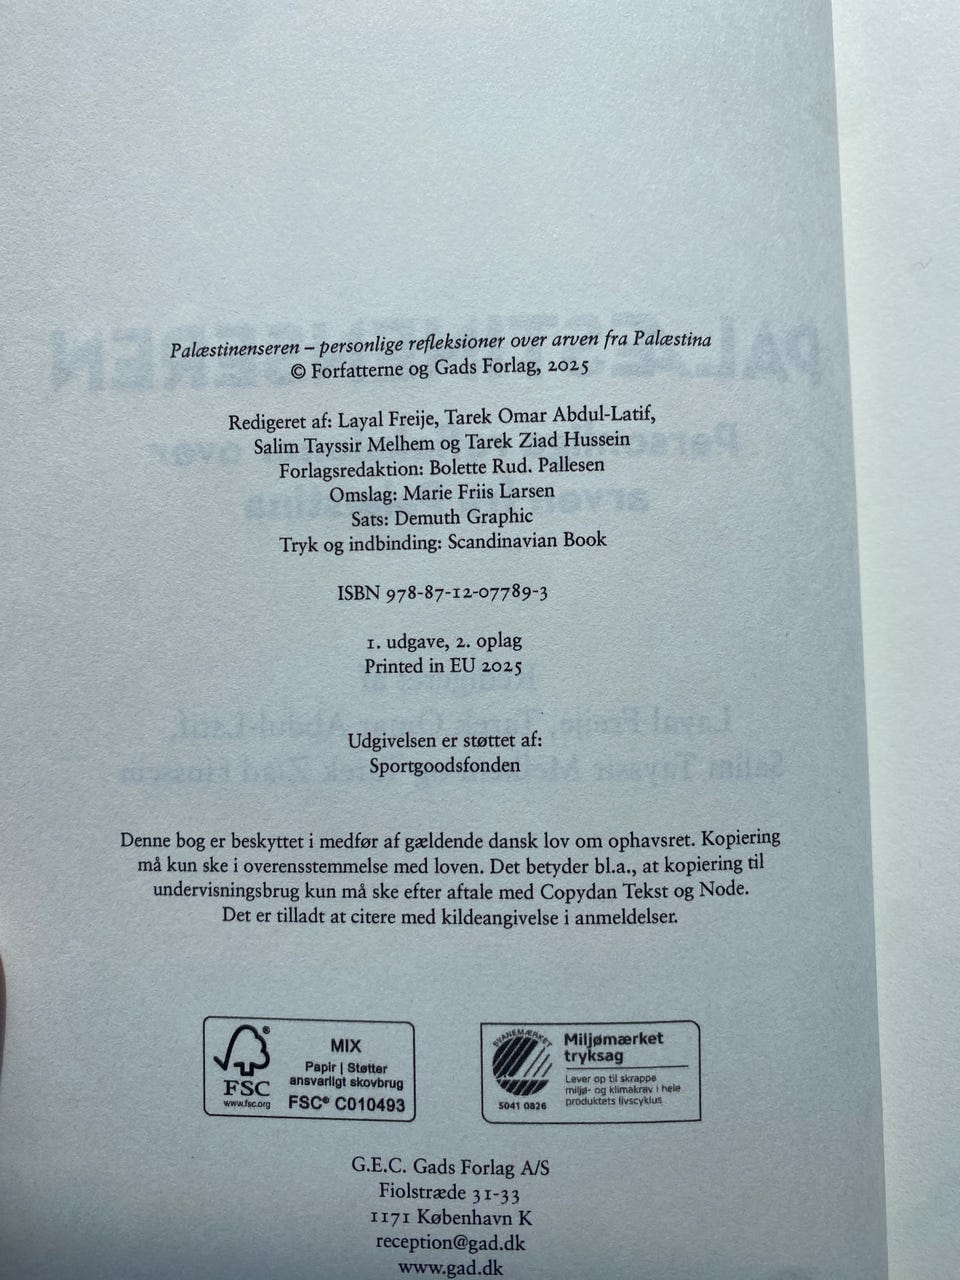 Palæstinenseren – personlige refleksioner over arven fra Palæstina
© Forfatterne og Gads Forlag, 2025
Redigeret af: Layal Freije, Tarek Omar Abdul-Latif,
Salim Tayssir Melhem og Tarek Ziad Hussein
Forlagsredaktion: Bolette Rud. Pallesen
Omslag: Marie Friis Larsen
Sats: Demuth Graphic
Tryk og indbinding: Scandinavian Book
ISBN 978-87-12-07789-3
1. udgave, 2. oplag
Printed in EU 2025
Udgivelsen er støttet af:
Sportgoodsfonden
Denne bog er beskyttet i medfør af gældende dansk lov om ophavsret. Kopiering
må kun ske i overensstemmelse med loven. Det betyder bl.a., at kopiering til
undervisningsbrug kun må ske efter aftale med Copydan Tekst og Node.
Det er tilladt at citere med kildeangivelse i anmeldelser.
FSC®
www.fsc.org
MIX
Papir | Støtter
ansvarligt skovbrug
FSC® C010493
SVANEMÆRKET
5041 0826
Miljømærket
tryksag
Lever op til skrappe
miljø- og klimakrav i hele
produktets livscyklus
G.E.C. Gads Forlag A/S
Fiolstræde 31-33
1171 København K
reception@gad.dk
www.gad.dk